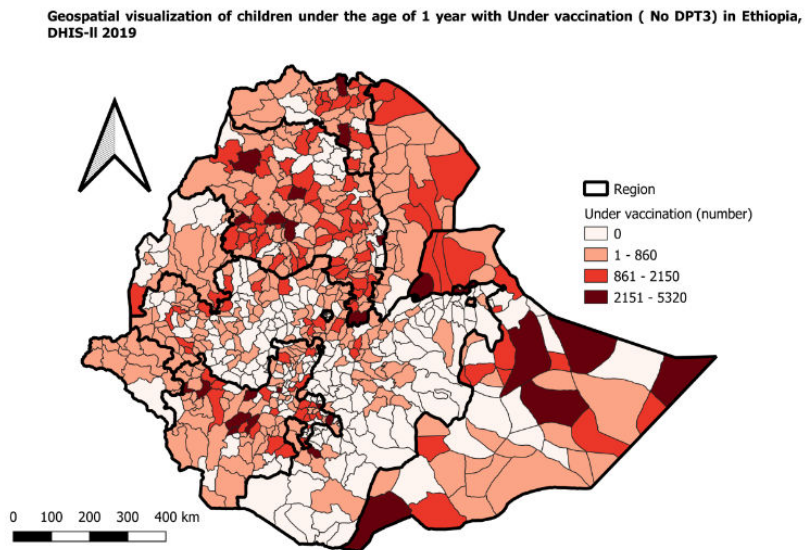 Geospatial visualization of children under the age of 1 year with Under vaccination ( No DPT3) in Ethiopia,
DHIS-ll 2019
Region
Under vaccination (number)
0
1 - 860
861 - 2150
2151 - 5320
0 100 200 300 400 km